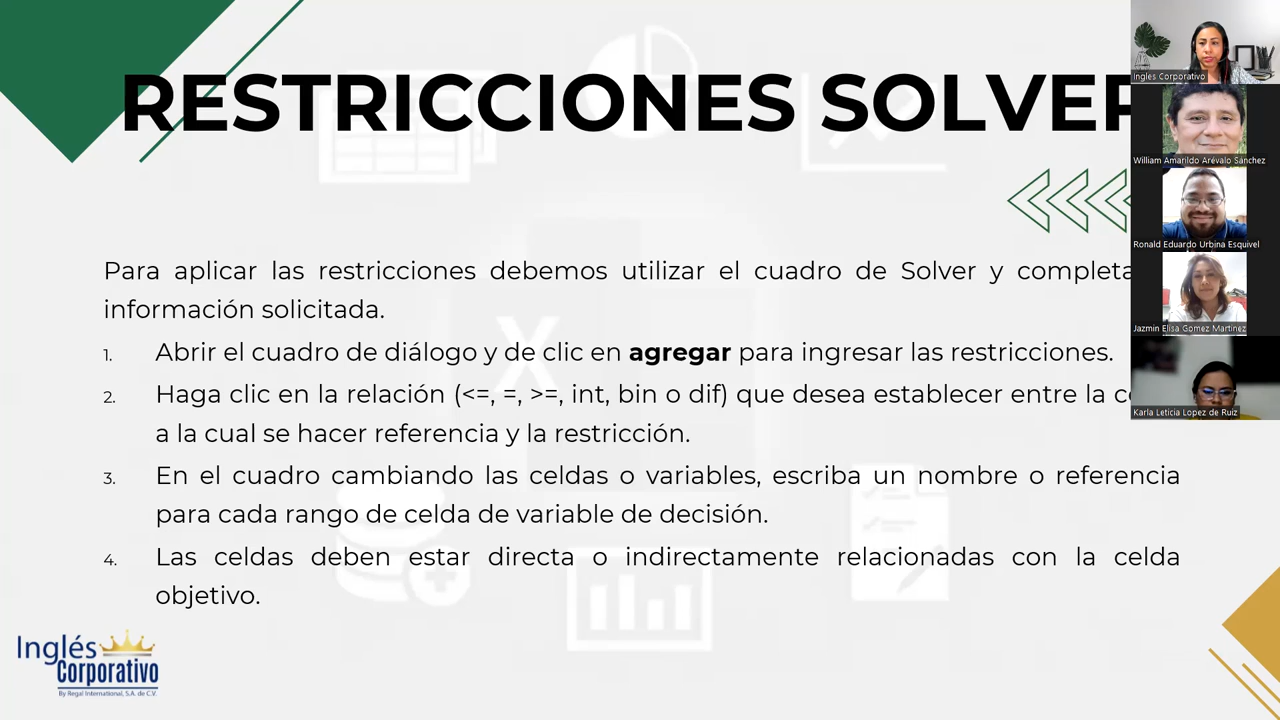 RESTRICCIONES SOLVER
Para aplicar las restricciones debemos utilizar el cuadro de Solver y completa
información solicitada.
1. Abrir el cuadro de diálogo y de clic en agregar para ingresar las restricciones.
2. Haga clic en la relación (<=, =, >=, int, bin o dif) que desea establecer entre la
a la cual se hacer referencia y la restricción.
3. En el cuadro cambiando las celdas o variables, escriba un nombre o referencia
para cada rango de celda de variable de decisión.
4. Las celdas deben estar directa o indirectamente relacionadas con la celda
objetivo.
Inglés
Corporativo
By Regal International, S.A. de C.V.
Ingles Corporativo
William Amarildo Arévalo Sánchez
Ronald Eduardo Urbina Esquivel
Jazmin Elisa Gomez Martinez
Karla Leticia Lopez de Ruiz